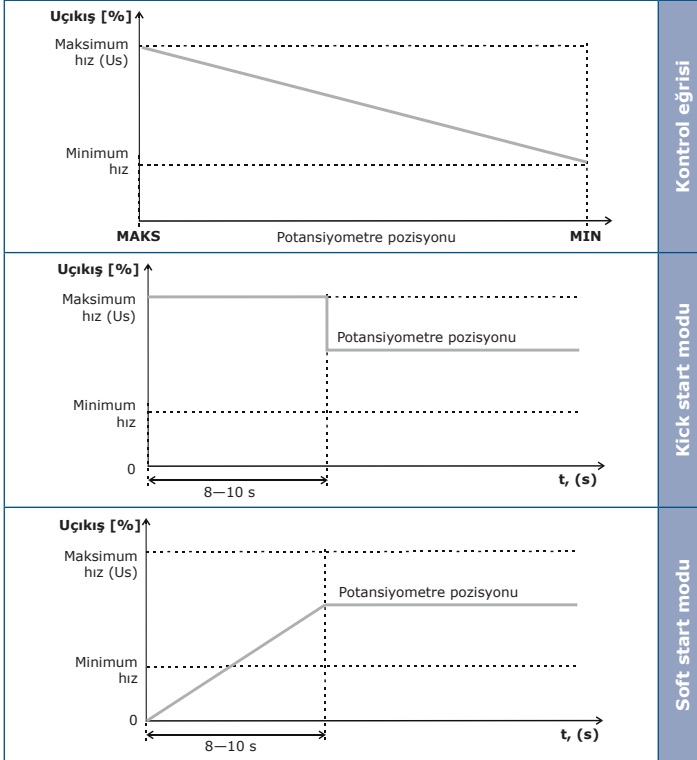 Uçıkış [%]
Maksimum
hız (Us)
Minimum
hız
MAKS
Potansiyometre pozisyonu
MIN
Kontrol eğrisi
Uçıkış [%]
Maksimum
hız (Us)
Potansiyometre pozisyonu
Minimum
hız
0
t, (s)
8—10 s
Kick start modu
Uçıkış [%]
Maksimum
hız (Us)
Potansiyometre pozisyonu
Minimum
hız
0
t, (s)
8—10 s
Soft start modu